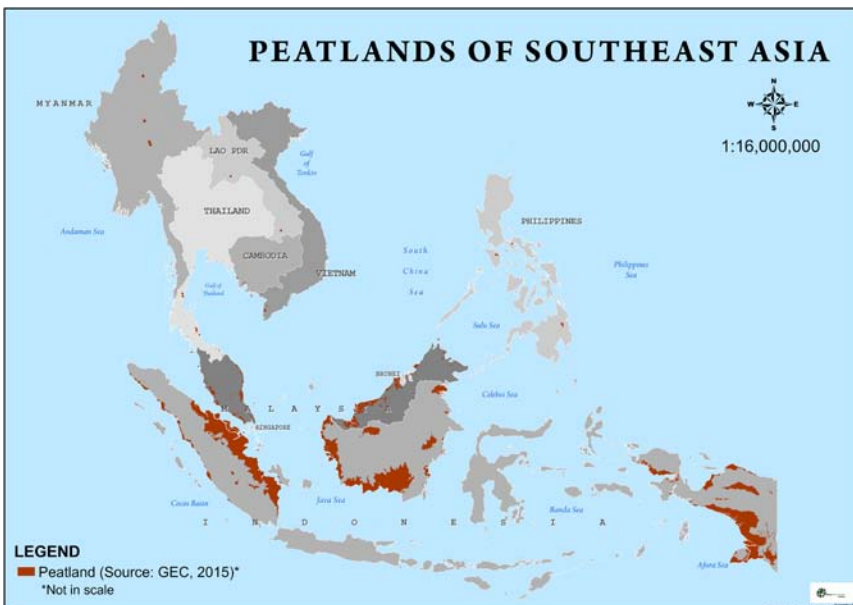 PEATLANDS OF SOUTHEAST ASIA
N
W E
S
1:16,000,000
MYANMAR
LAO PDR
Gulf
of
Tonkin
THAILAND
Andaman Sea
PHILIPPINES
CAMBODIA
VIETNAM
South
China
Sea
Philippines
Sea
Gulf of
Thailand
Sulu Sea
BRUNEI
Celebes Sea
MALAYSIA
SINGAPORE
Cocos Basin
Java Sea
Banda Sea
INDONESIA
Afura Sea
LEGEND
Peatland (Source: GEC, 2015)*
*Not in scale